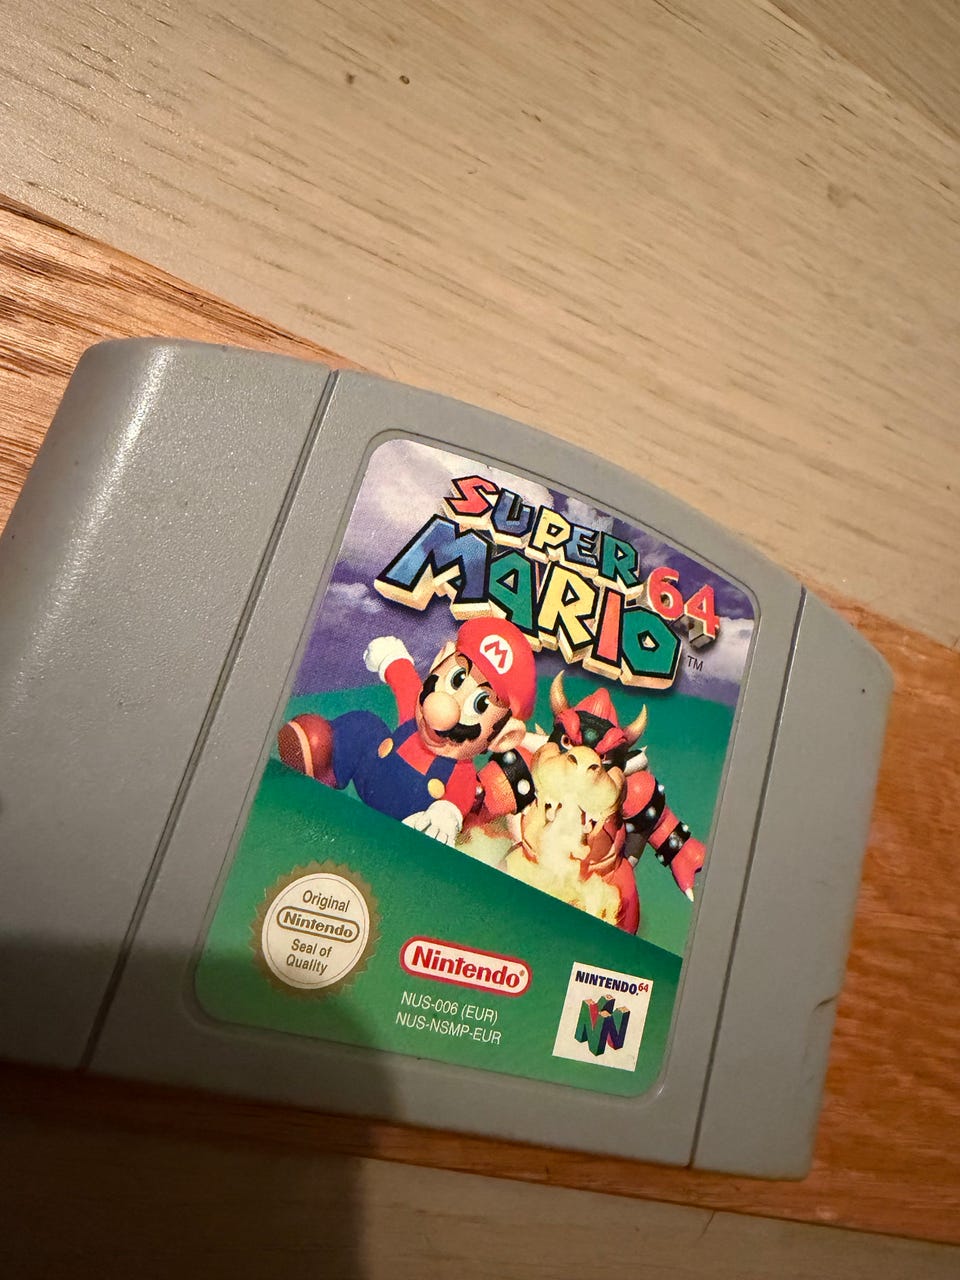 SUPER
MARIO 64
TM
M
Original
Nintendo
Seal of
Quality
Nintendo®
NUS-006 (EUR)
NUS-NSMP-EUR
NINTENDO⁶⁴
N